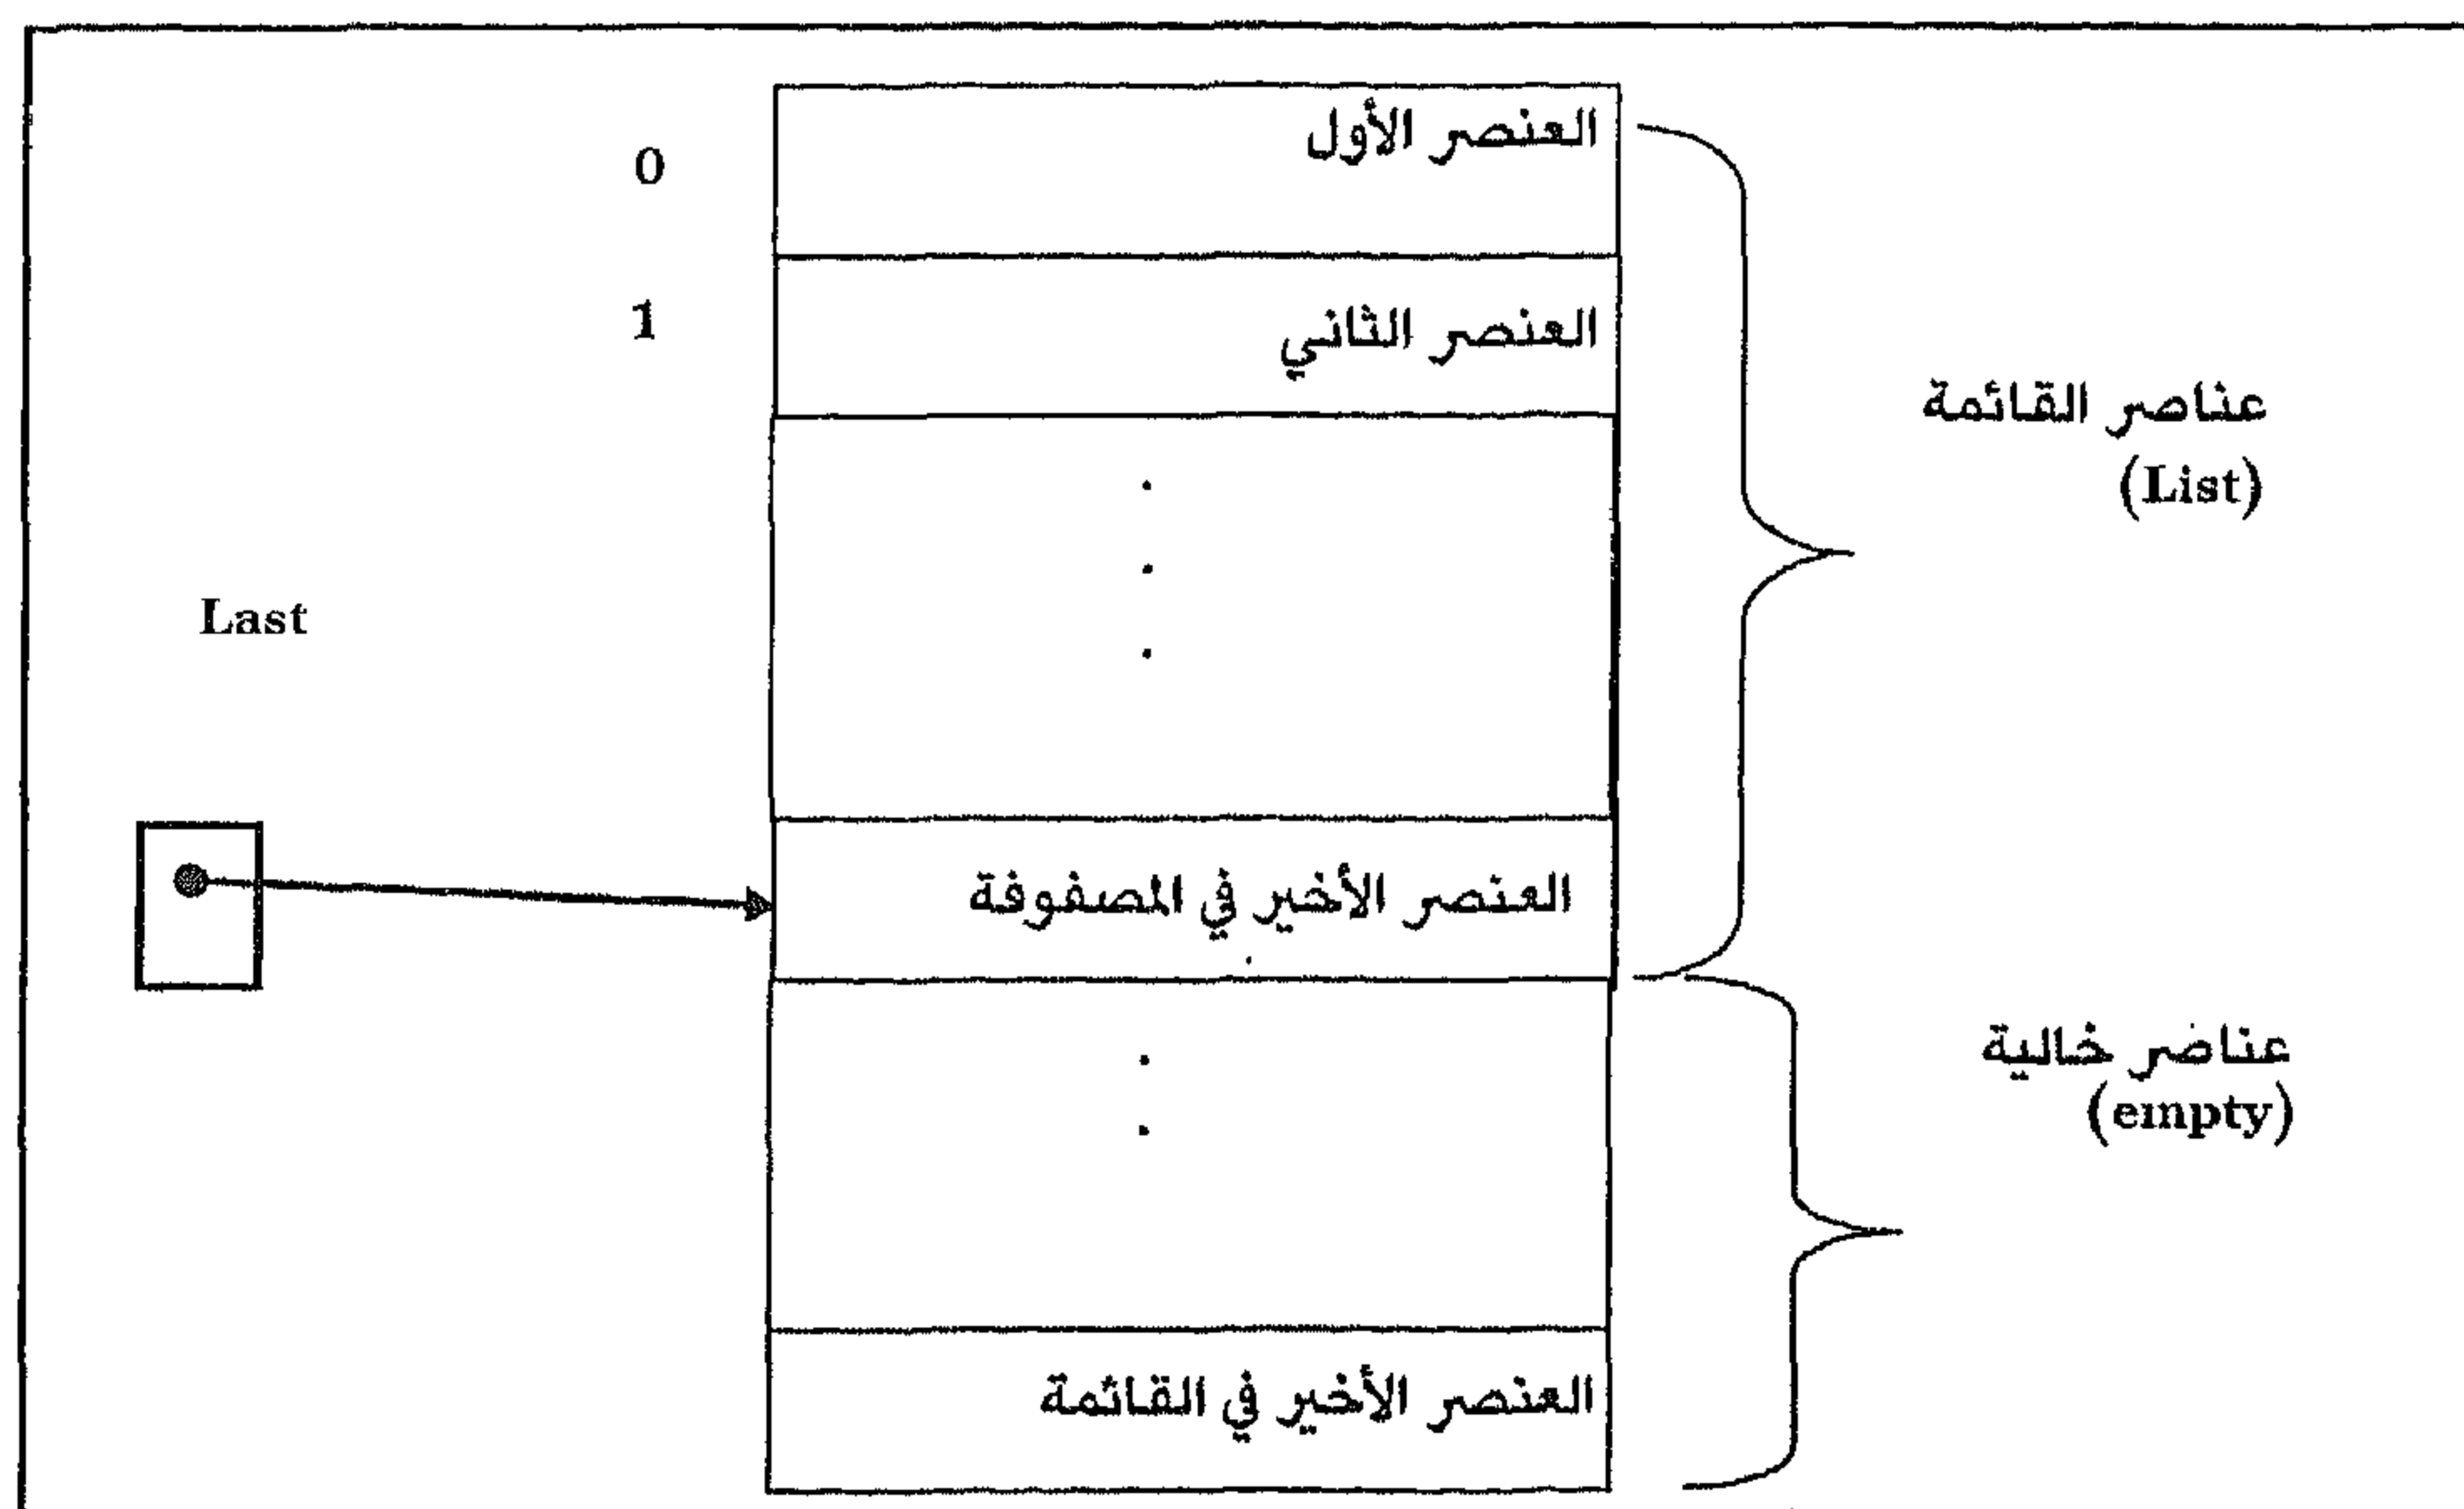 العنصر الأول
0
العنصر الثاني
1
عناصر القائمة
(List)
Last
العنصر الأخير في المصفوفة
عناصر خالية
(empty)
العنصر الأخير في القائمة